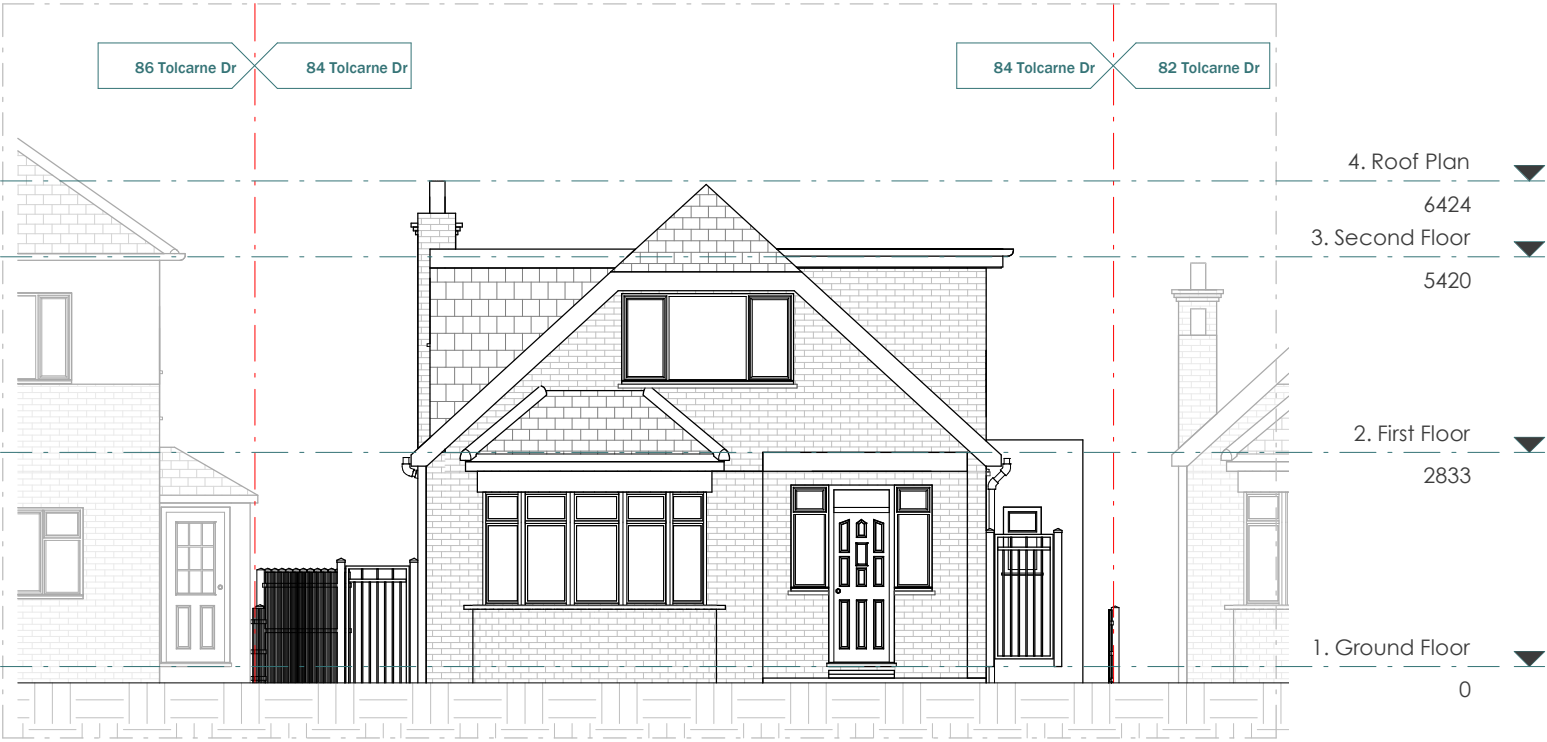 86 Tolcarne Dr
84 Tolcarne Dr
84 Tolcarne Dr
82 Tolcarne Dr
4. Roof Plan
6424
3. Second Floor
5420
2. First Floor
2833
1. Ground Floor
0